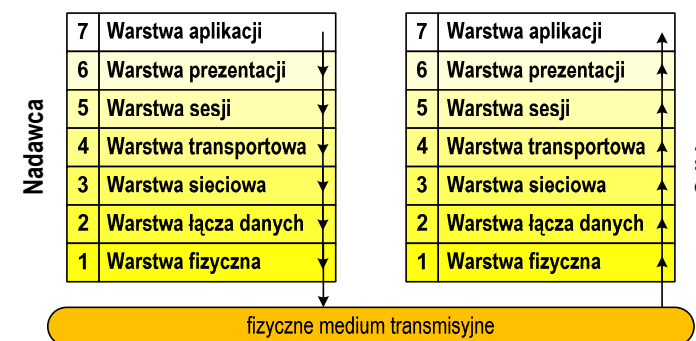 Nadawca
7 Warstwa aplikacji
6 Warstwa prezentacji
5 Warstwa sesji
4 Warstwa transportowa
3 Warstwa sieciowa
2 Warstwa łącza danych
1 Warstwa fizyczna
7 Warstwa aplikacji
6 Warstwa prezentacji
5 Warstwa sesji
4 Warstwa transportowa
3 Warstwa sieciowa
2 Warstwa łącza danych
1 Warstwa fizyczna
fizyczne medium transmisyjne